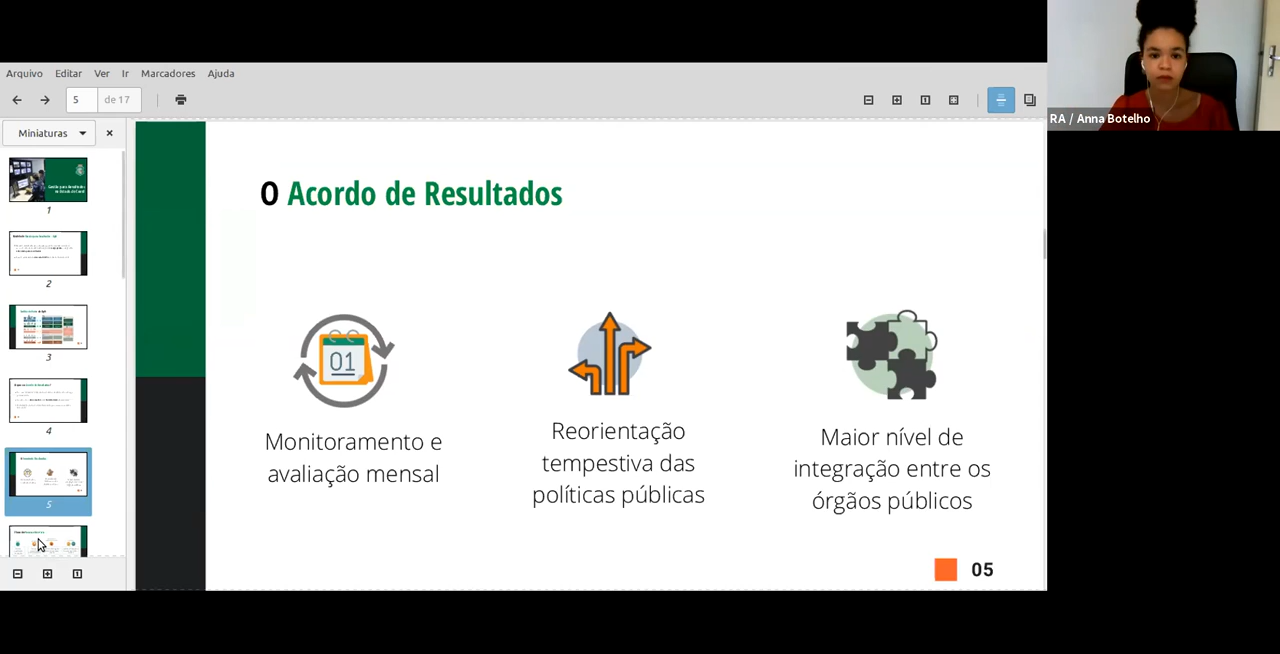 Arquivo Editar Ver Ir Marcadores Ajuda
5 de 17
Miniaturas
1
2
3
4
5
O Acordo de Resultados
01
Monitoramento e
avaliação mensal
Reorientação
tempestiva das
políticas públicas
Maior nível de
integração entre os
órgãos públicos
05
RA / Anna Botelho